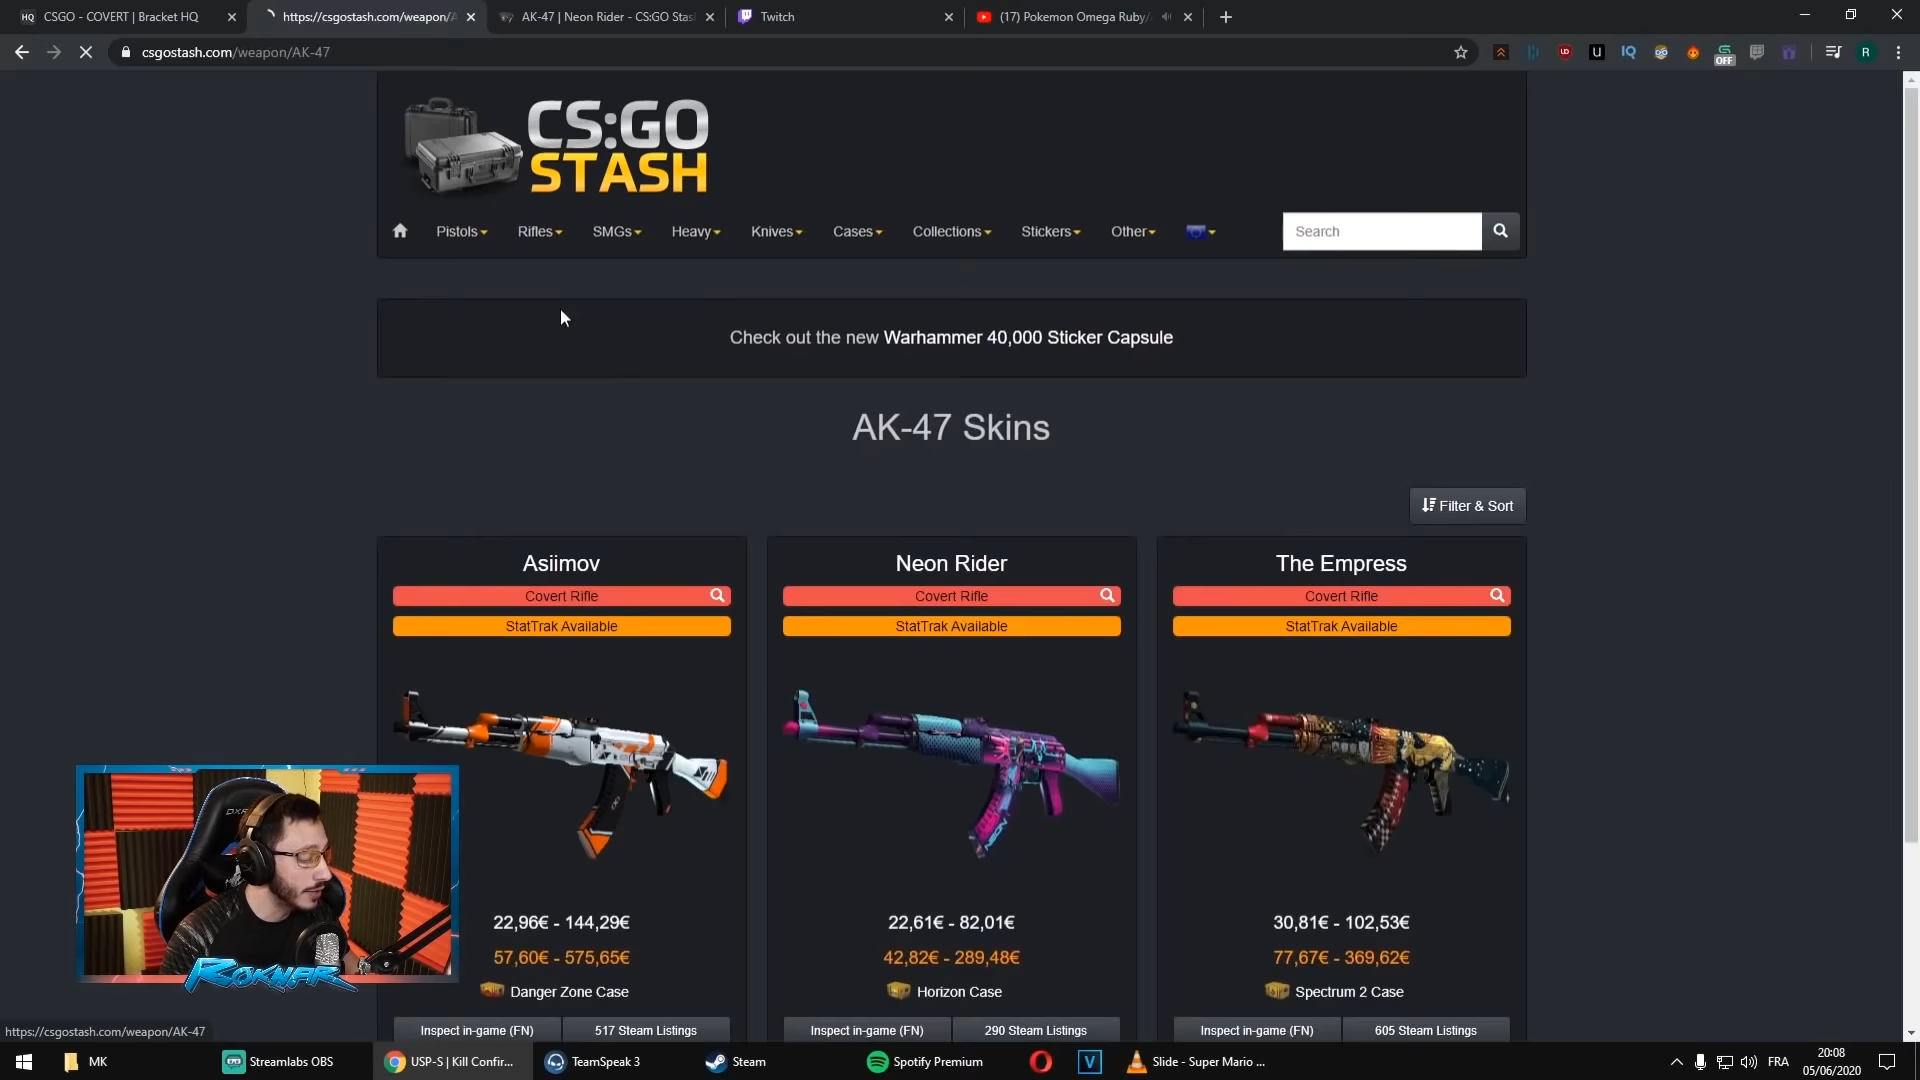 HQ CSGO - COVERT | Bracket HQ
https://csgostash.com/weapon/A
AK-47 | Neon Rider - CS:GO Stas
Twitch
(17) Pokemon Omega Ruby/
csgostash.com/weapon/AK-47
UD
U
IQ
OFF
R
CS:GO
STASH
Pistols
Rifles
SMGs
Heavy
Knives
Cases
Collections
Stickers
Other
Search
Check out the new Warhammer 40,000 Sticker Capsule
AK-47 Skins
Filter & Sort
Asiimov
Covert Rifle
StatTrak Available
22,96€ - 144,29€
57,60€ - 575,65€
Danger Zone Case
Inspect in-game (FN)
517 Steam Listings
Neon Rider
Covert Rifle
StatTrak Available
NEON
22,61€ - 82,01€
42,82€ - 289,48€
Horizon Case
Inspect in-game (FN)
290 Steam Listings
The Empress
Covert Rifle
StatTrak Available
30,81€ - 102,53€
77,67€ - 369,62€
Spectrum 2 Case
Inspect in-game (FN)
605 Steam Listings
ROKNAR
https://csgostash.com/weapon/AK-47
MK
Streamlabs OBS
USP-S | Kill Confir...
TeamSpeak 3
Steam
Spotify Premium
V
Slide - Super Mario ...
FRA
20:08
05/06/2020